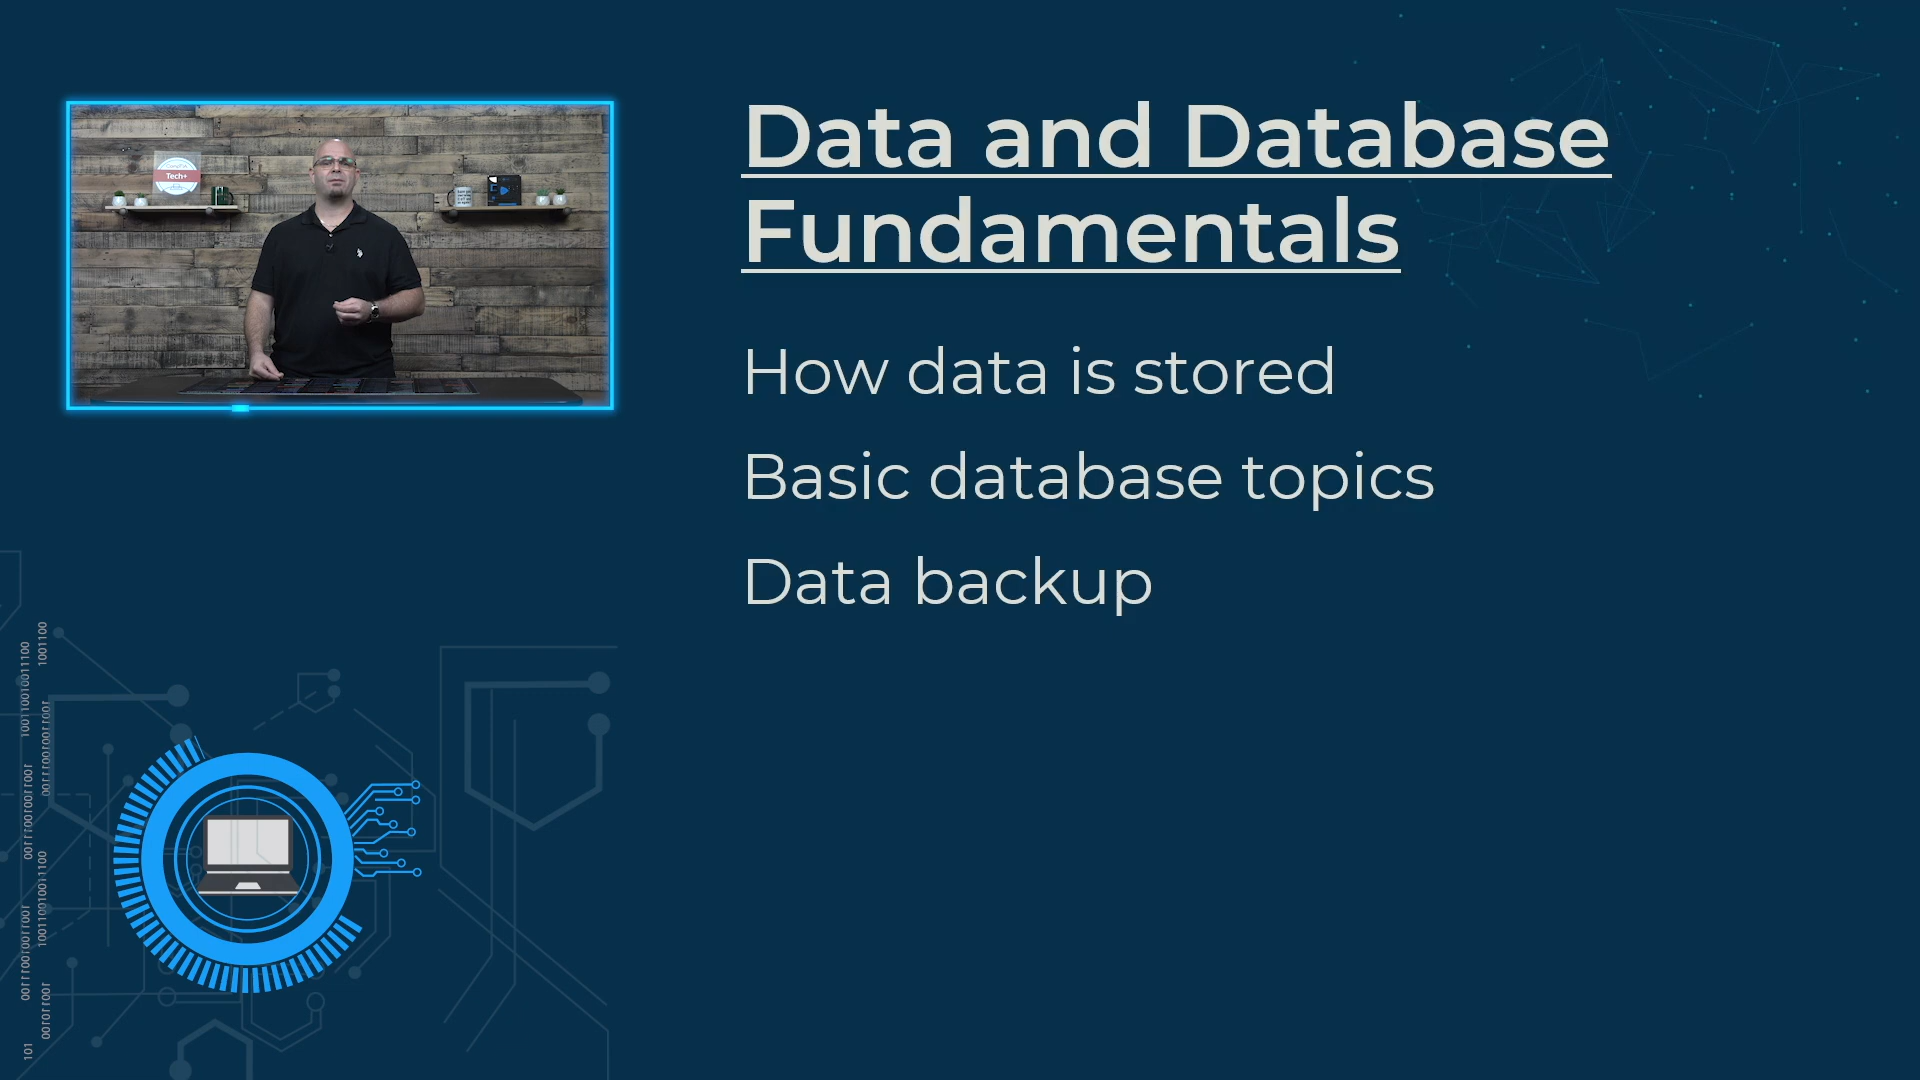 Data and Database
Fundamentals
How data is stored
Basic database topics
Data backup
Tech+